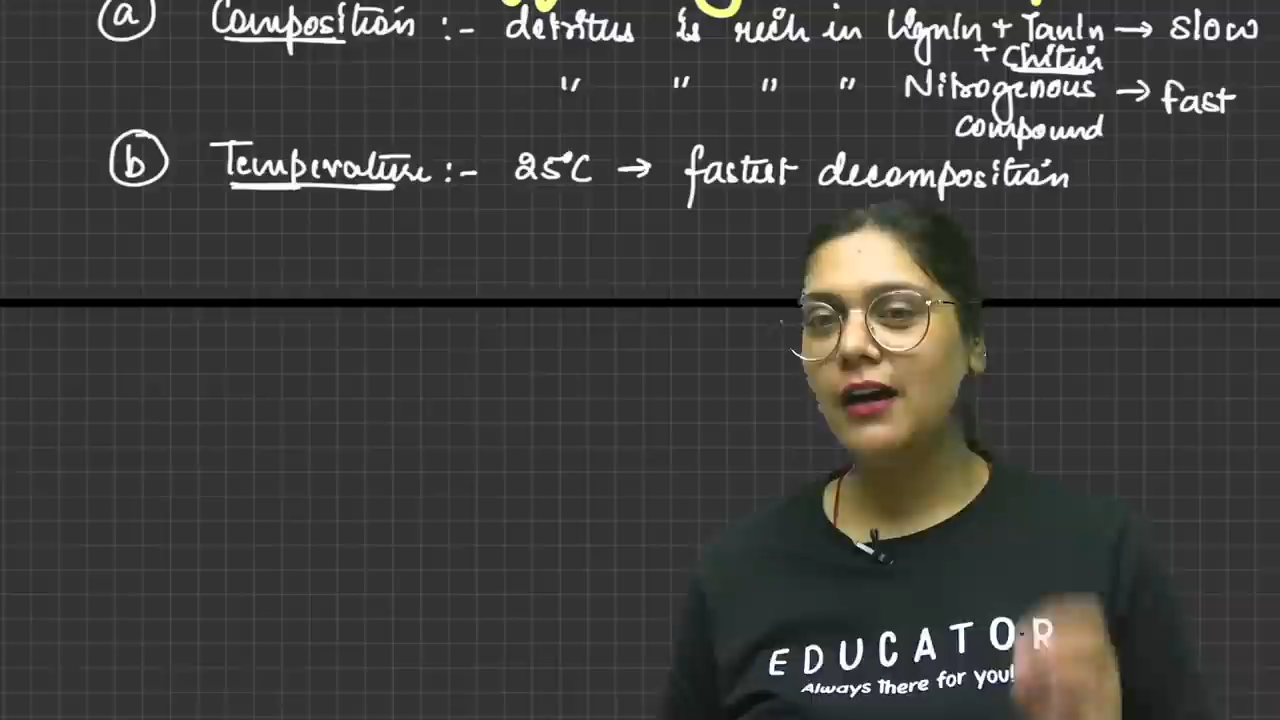 (a) Composition :- detritus is rich in LignIn + TanIn → slow
+ Chitin
" " " " Nitrogenous → fast
compound
(b) Temperature :- 25°C → fastest decomposition
EDUCATOR
Always There for you!